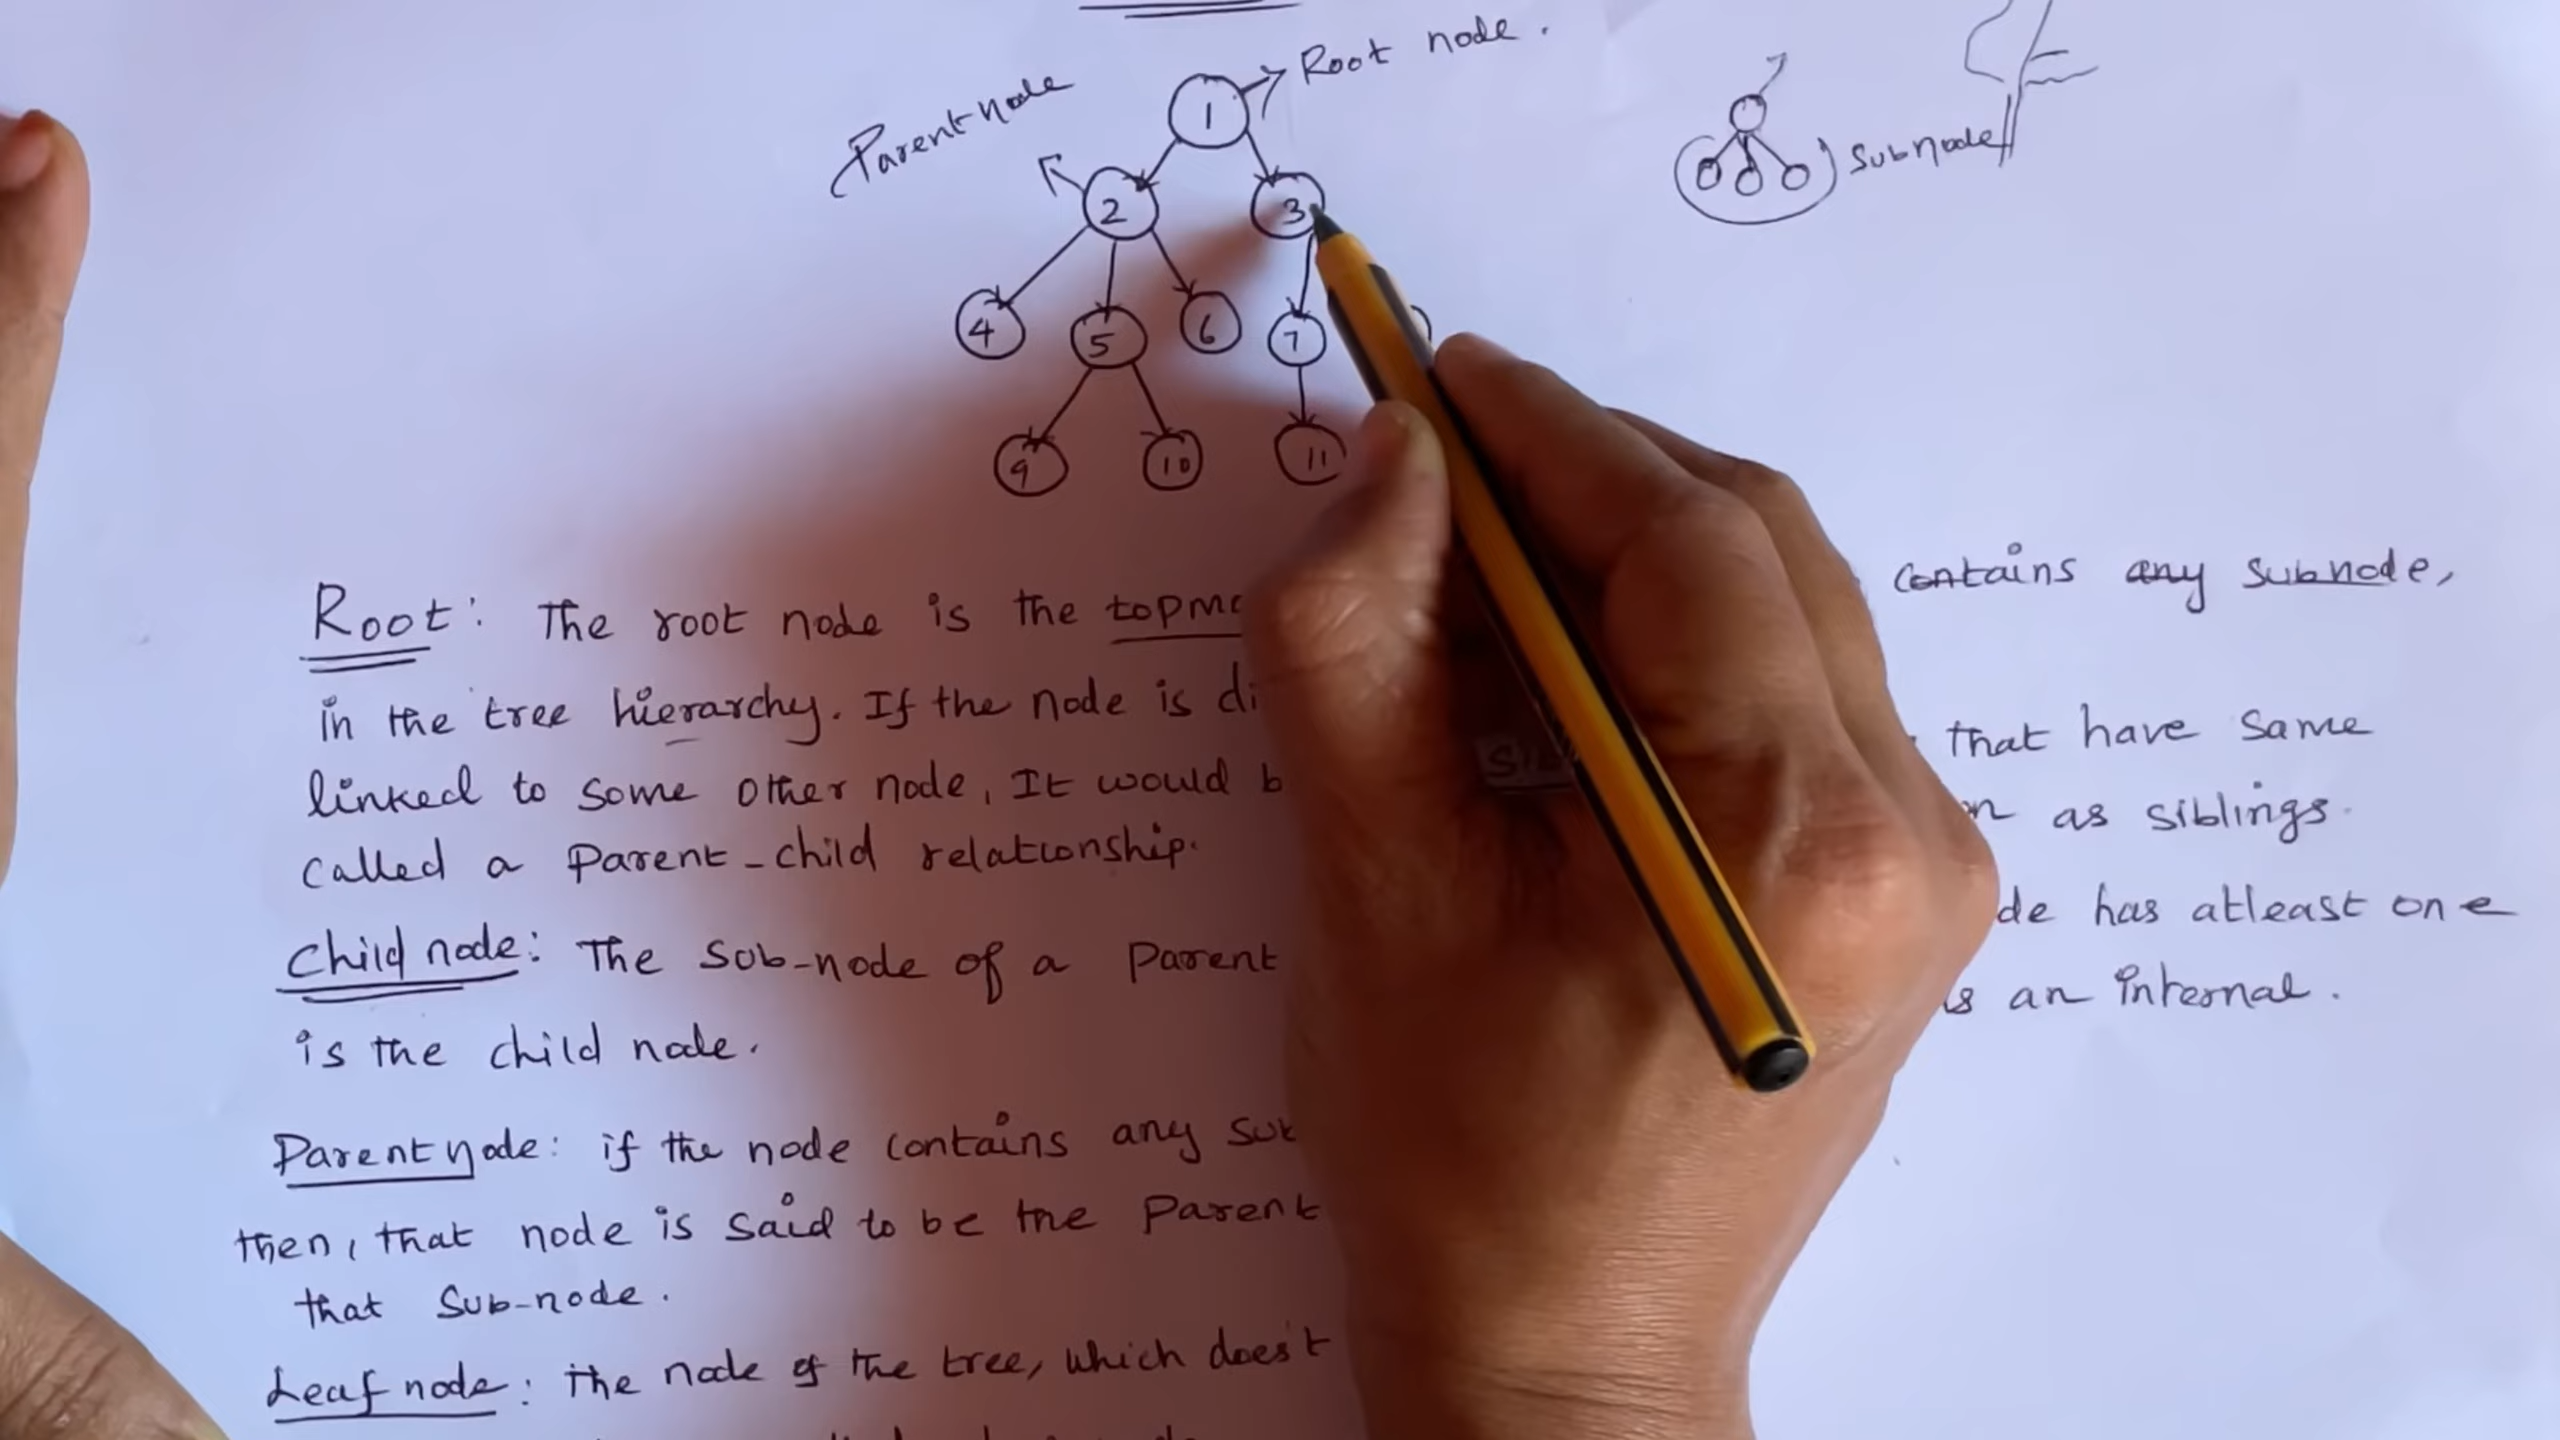 Root node.
Parent node
Subnode
1
2
3
4
5
6
7
9
10
11
Root: The root node is the topmo
in the tree hierarchy. If the node is di
linked to some other node, It would b
called a Parent-child relationship.
Child node: The Sub-node of a Parent
is the child node.
Parent node: if the node contains any sub
then, that node is said to be the Parent
that Sub-node.
Leaf node: The node of the tree, which does't
contains any subnode,
that have same
as siblings.
de has atleast one
is an internal.